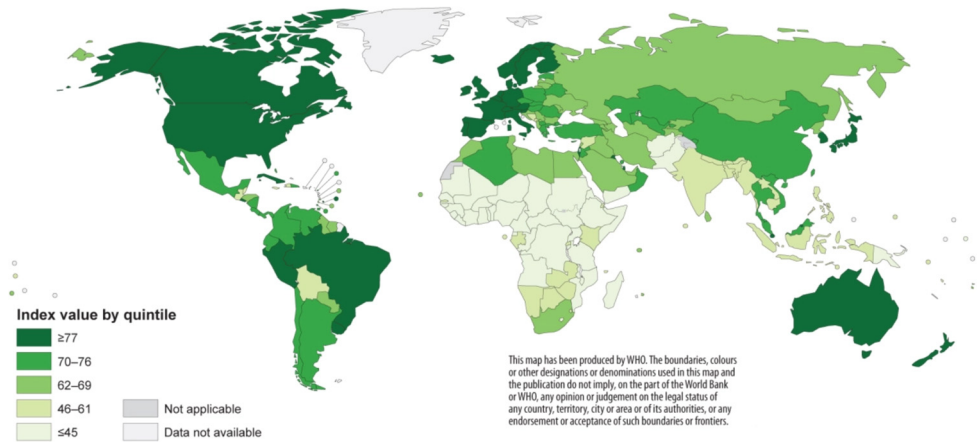 Index value by quintile
≥77
70–76
62–69
46–61
≤45
Not applicable
Data not available
This map has been produced by WHO. The boundaries, colours
or other designations or denominations used in this map and
the publication do not imply, on the part of the World Bank
or WHO, any opinion or judgement on the legal status of
any country, territory, city or area or of its authorities, or any
endorsement or acceptance of such boundaries or frontiers.